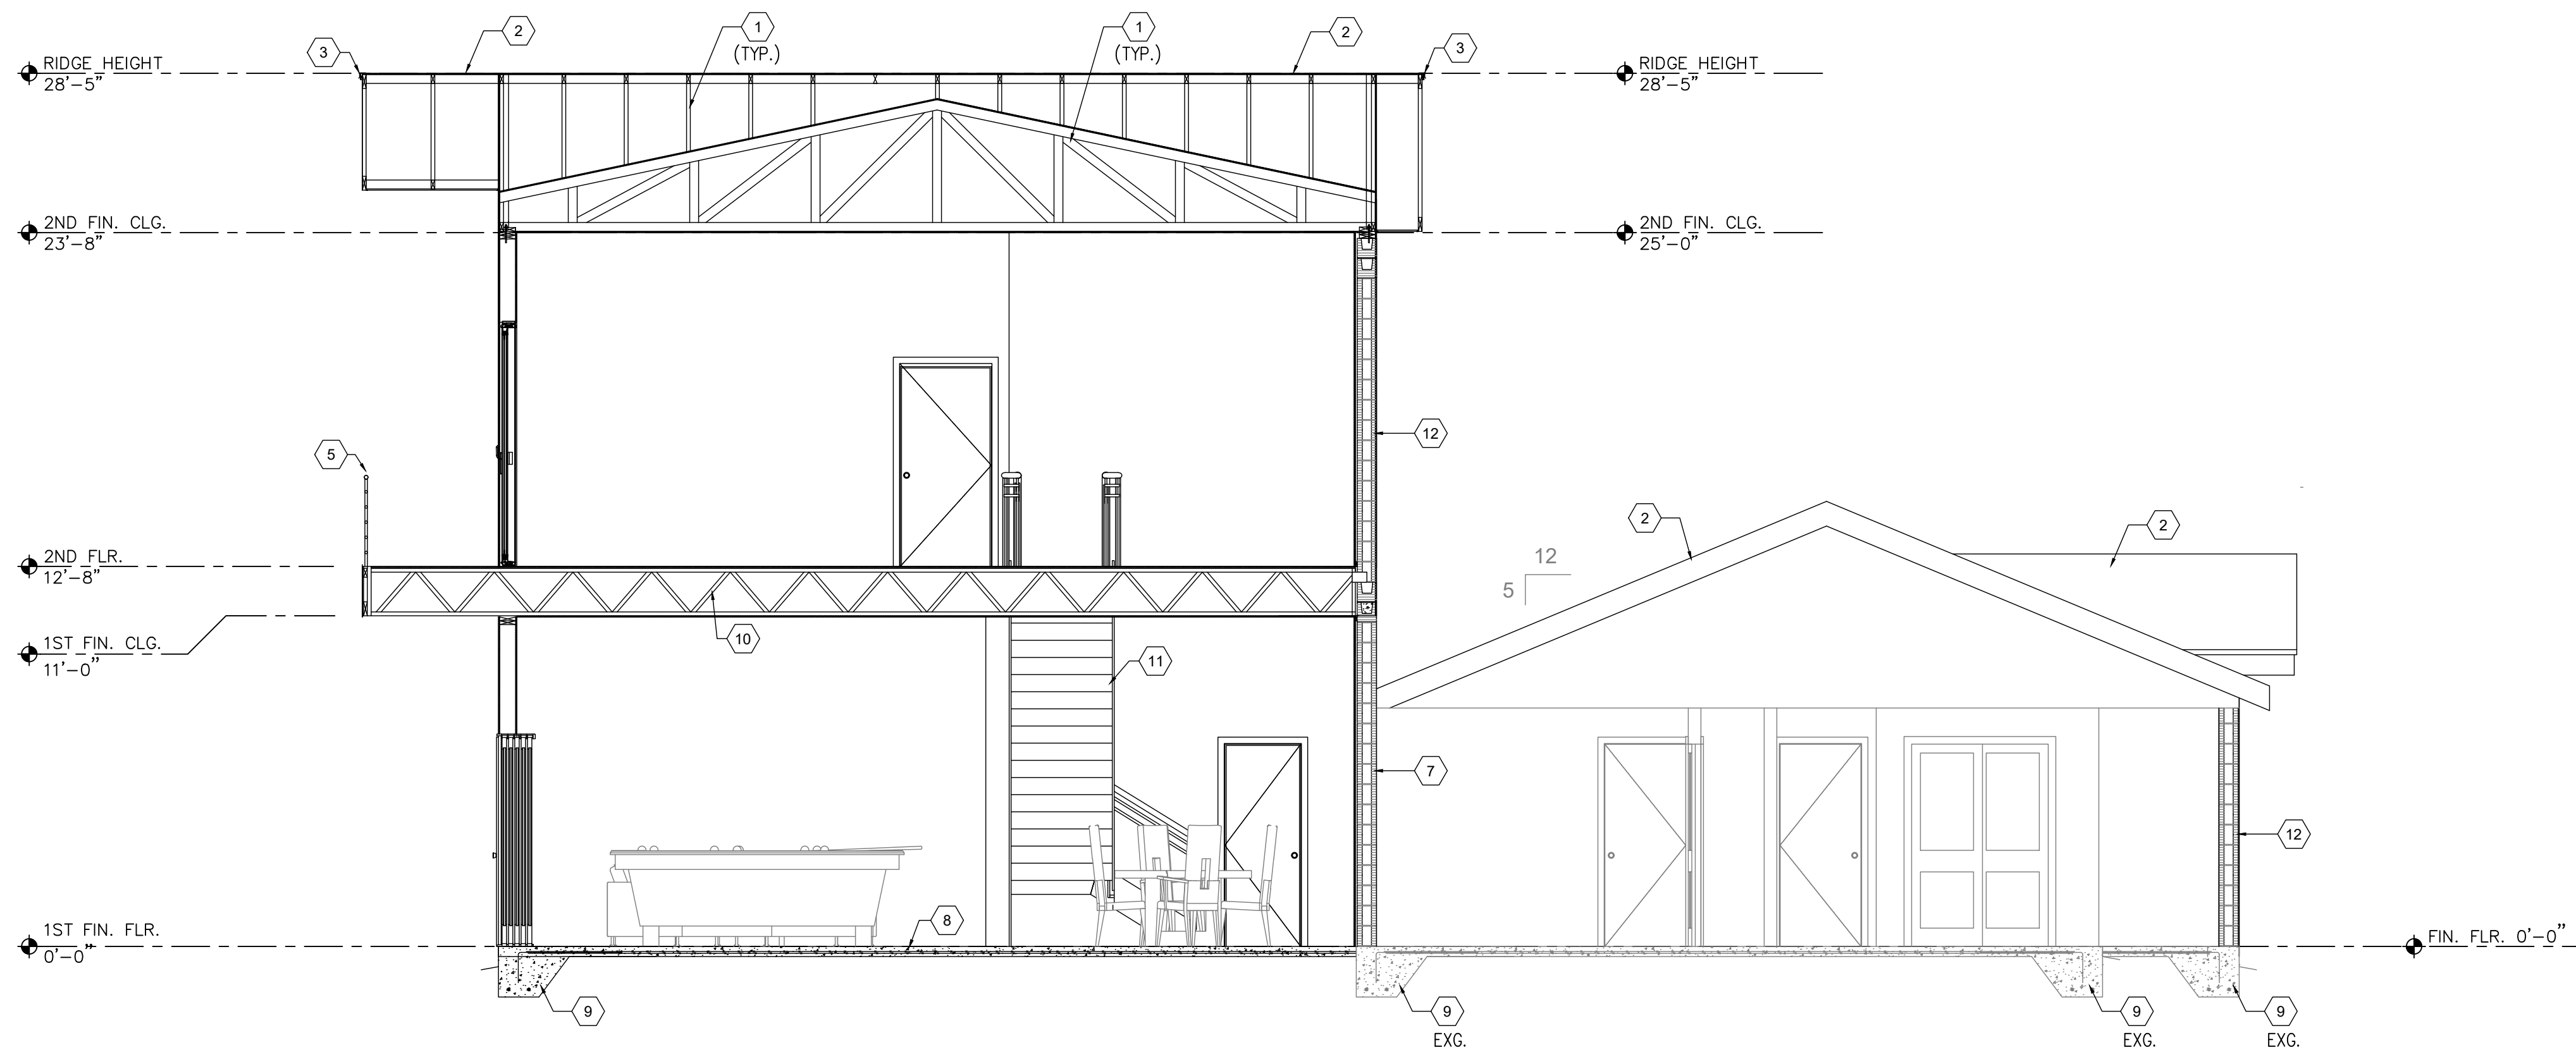 3
2
1
(TYP.)
1
(TYP.)
2
3
RIDGE HEIGHT
28'-5"
RIDGE HEIGHT
28'-5"
2ND FIN. CLG.
23'-8"
2ND FIN. CLG.
25'-0"
12
5
2
2
12
5
2ND FLR.
12'-8"
1ST FIN. CLG.
11'-0"
10
11
7
12
8
1ST FIN. FLR.
0'-0"
FIN. FLR. 0'-0"
9
9
EXG.
9
EXG.
9
EXG.